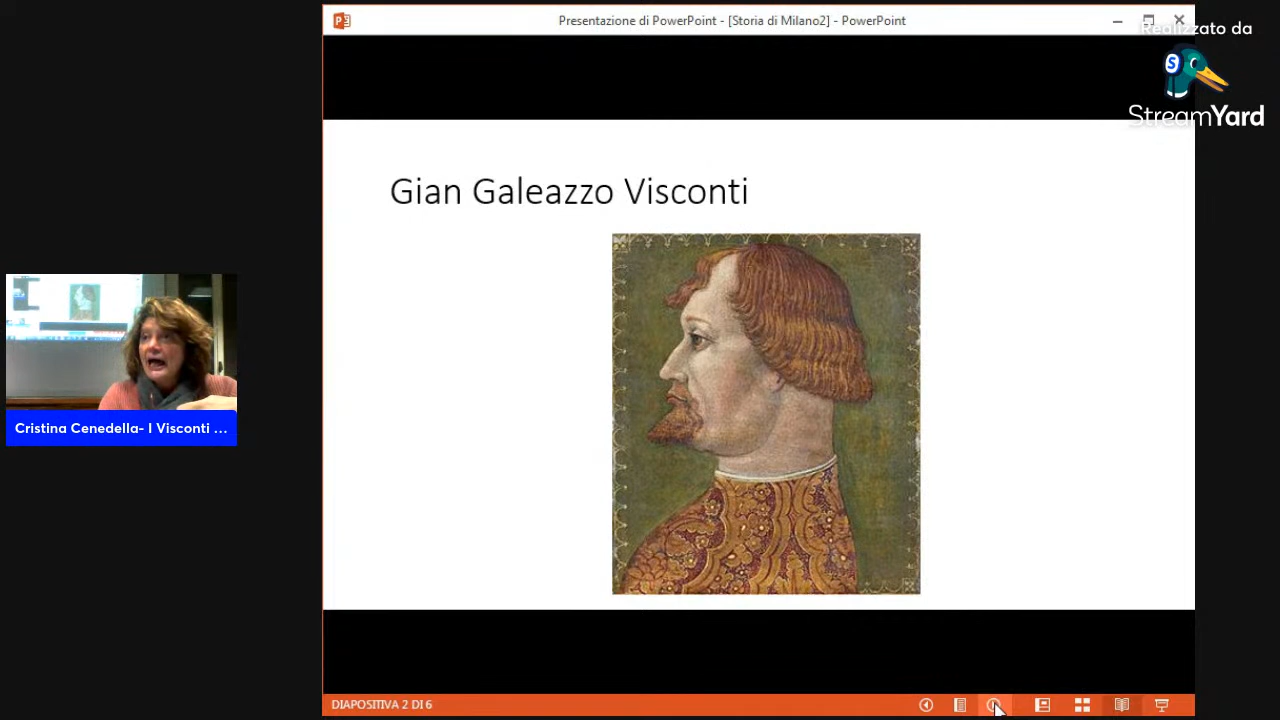 Presentazione di PowerPoint - [Storia di Milano2] - PowerPoint
Realizzato da
StreamYard
Gian Galeazzo Visconti
Cristina Cenedella- I Visconti ...
DIAPOSITIVA 2 DI 6